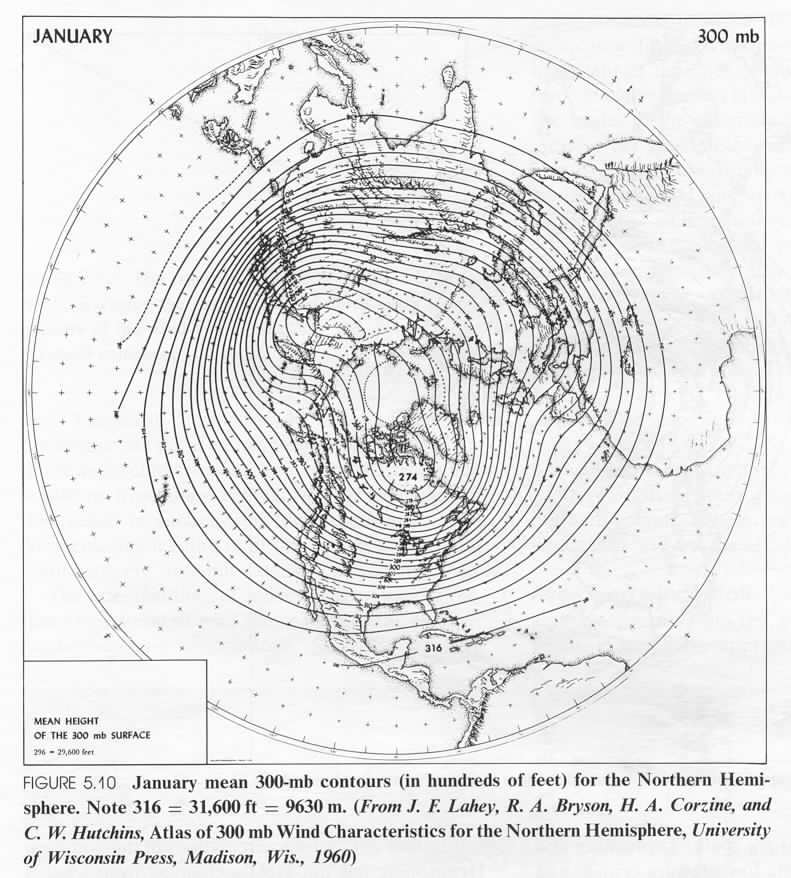 JANUARY
300 mb
274
300
316
MEAN HEIGHT
OF THE 300 mb SURFACE
296 = 29,600 feet
FIGURE 5.10 January mean 300-mb contours (in hundreds of feet) for the Northern Hemi-
sphere. Note 316 = 31,600 ft = 9630 m. (From J. F. Lahey, R. A. Bryson, H. A. Corzine, and
C. W. Hutchins, Atlas of 300 mb Wind Characteristics for the Northern Hemisphere, University
of Wisconsin Press, Madison, Wis., 1960)